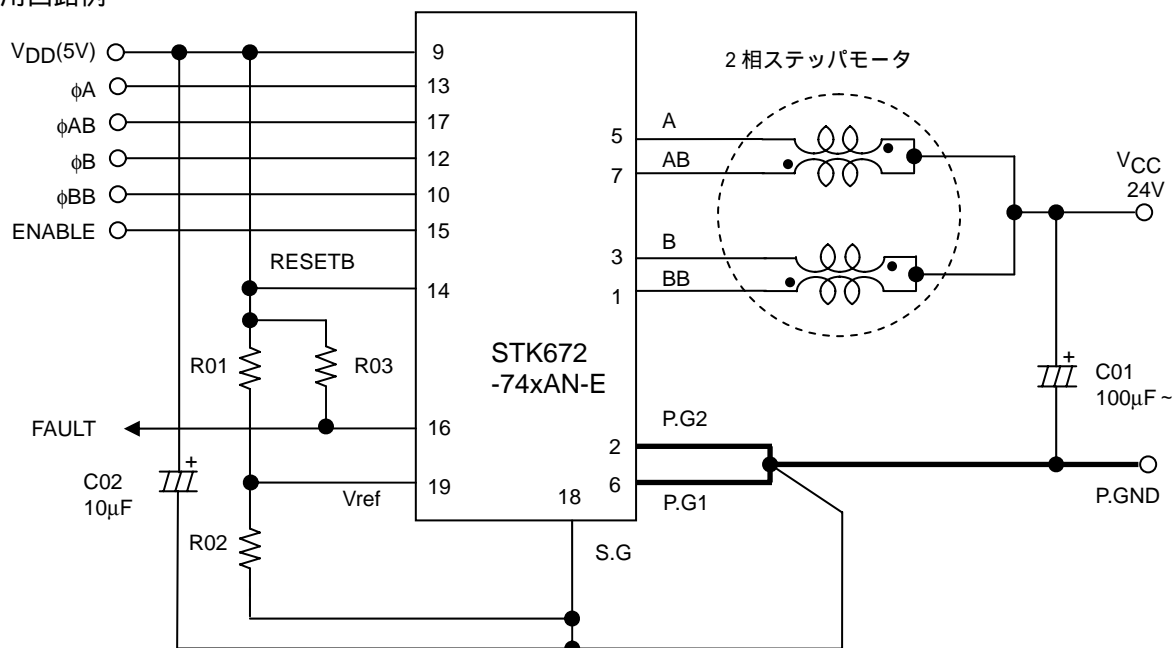 用回路例
VDD(5V)
φA
φAB
φB
φBB
ENABLE
9
13
17
12
10
15
RESETB
14
R01
R03
FAULT
16
C02
10μF
+
Vref
19
R02
18
S.G
STK672
-74xAN-E
5
7
3
1
2
6
A
AB
B
BB
P.G2
P.G1
2 相ステッパモータ
VCC
24V
+
C01
100μF ~
P.GND